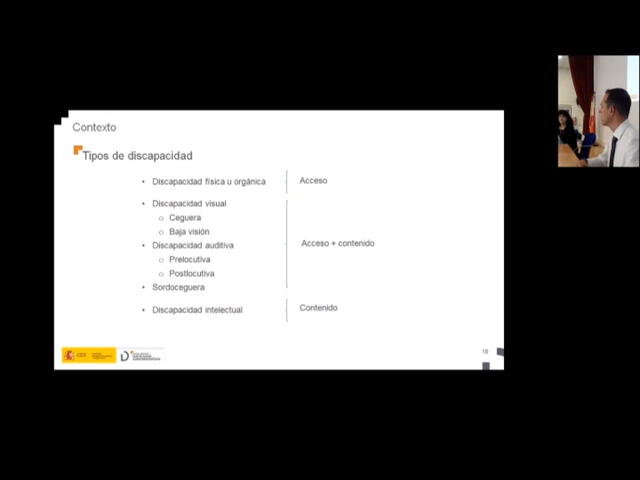 Contexto
Tipos de discapacidad
• Discapacidad física u orgánica
Acceso
• Discapacidad visual
o Ceguera
o Baja visión
• Discapacidad auditiva
Acceso + contenido
o Prelocutiva
o Postlocutiva
• Sordoceguera
• Discapacidad intelectual
Contenido